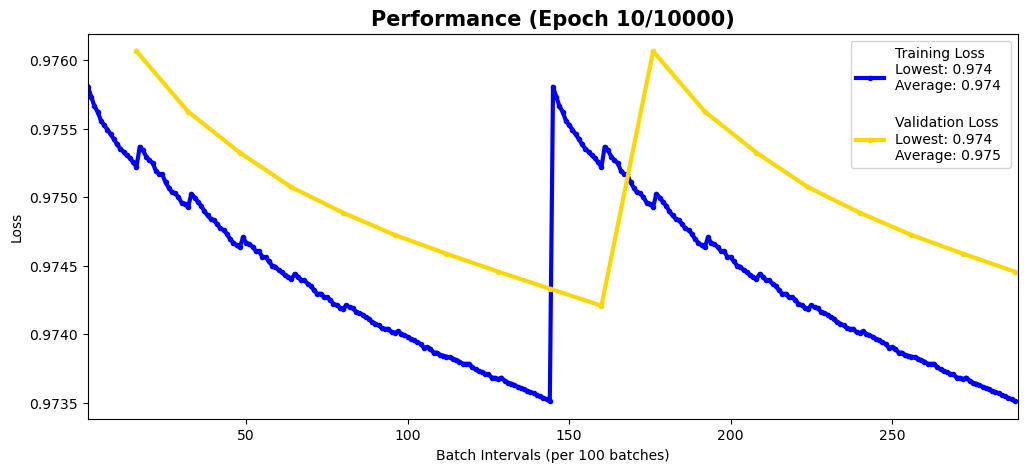 Performance (Epoch 10/10000)
Training Loss
Lowest: 0.974
Average: 0.974
Validation Loss
Lowest: 0.974
Average: 0.975
Loss
0.9760
0.9755
0.9750
0.9745
0.9740
0.9735
50
100
150
200
250
Batch Intervals (per 100 batches)